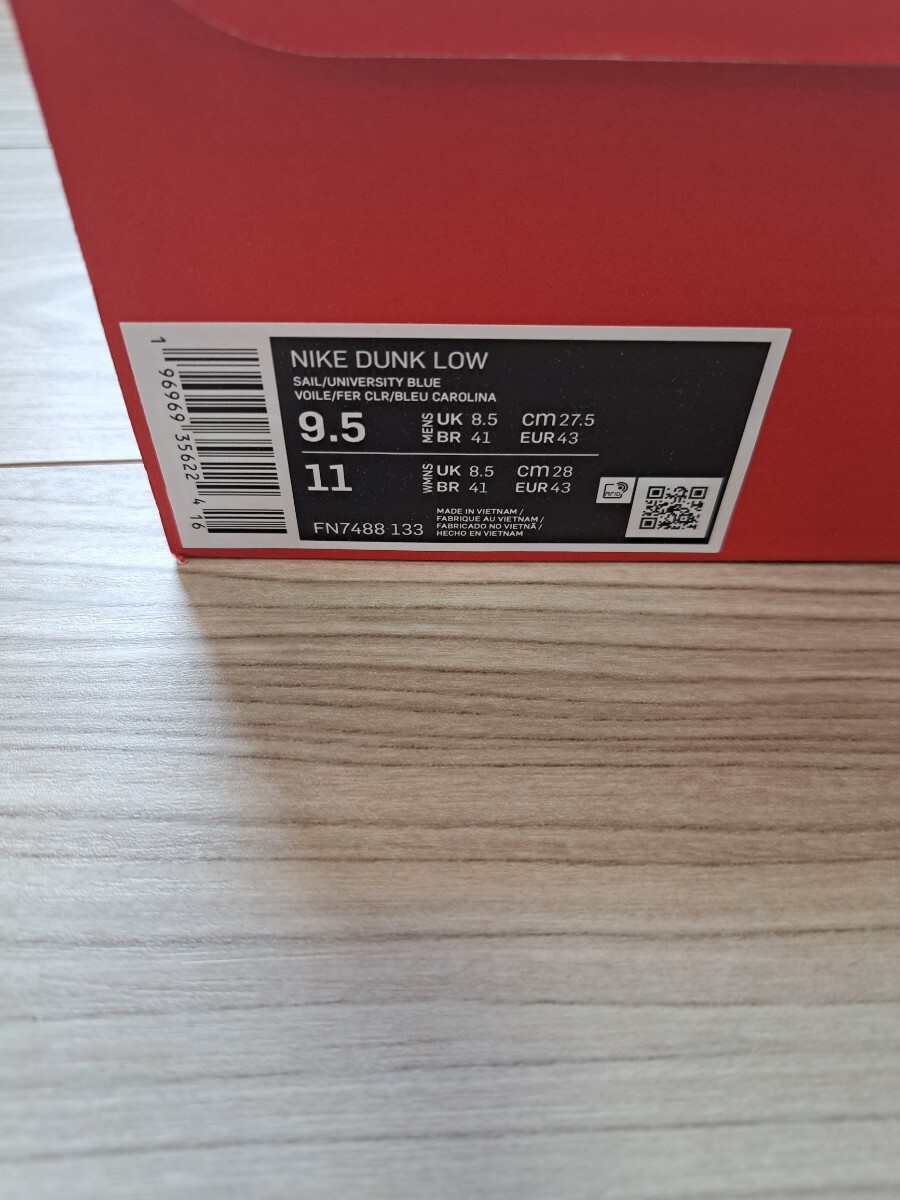 NIKE DUNK LOW
SAIL/UNIVERSITY BLUE
VOILE/FER CLR/BLEU CAROLINA
9.5 MENS UK 8.5 cm 27.5
BR 41 EUR 43
11 WMNS UK 8.5 cm 28
BR 41 EUR 43
FN7488 133
MADE IN VIETNAM /
FABRIQUE AU VIETNAM /
FABRICADO NO VIETNÃ /
HECHO EN VIETNAM
RFID
1 96969 35622 4 16